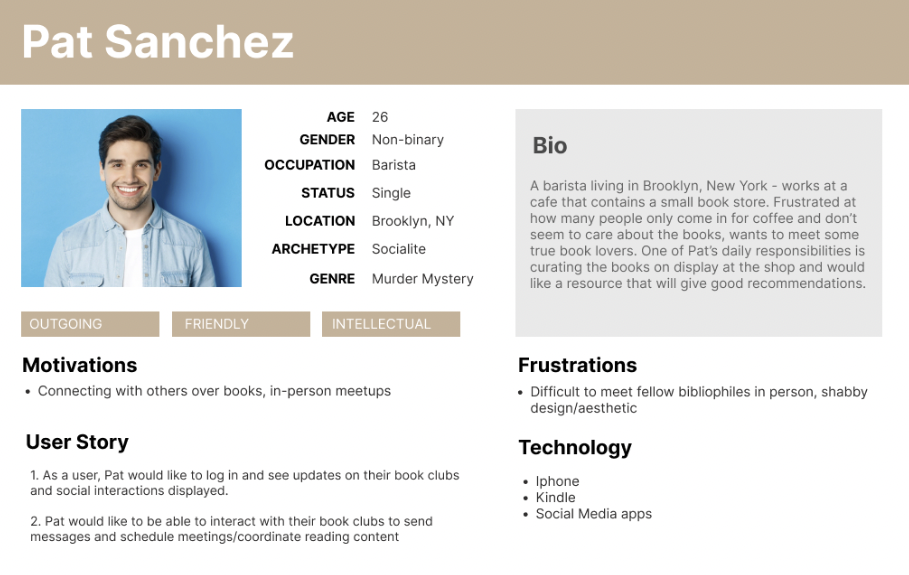 Pat Sanchez
AGE 26
GENDER Non-binary
OCCUPATION Barista
STATUS Single
LOCATION Brooklyn, NY
ARCHETYPE Socialite
GENRE Murder Mystery
OUTGOING
FRIENDLY
INTELLECTUAL
Bio
A barista living in Brooklyn, New York - works at a
cafe that contains a small book store. Frustrated at
how many people only come in for coffee and don’t
seem to care about the books, wants to meet some
true book lovers. One of Pat’s daily responsibilities is
curating the books on display at the shop and would
like a resource that will give good recommendations.
Motivations
• Connecting with others over books, in-person meetups
User Story
1. As a user, Pat would like to log in and see updates on their book clubs
and social interactions displayed.
2. Pat would like to be able to interact with their book clubs to send
messages and schedule meetings/coordinate reading content
Frustrations
• Difficult to meet fellow bibliophiles in person, shabby
design/aesthetic
Technology
• Iphone
• Kindle
• Social Media apps